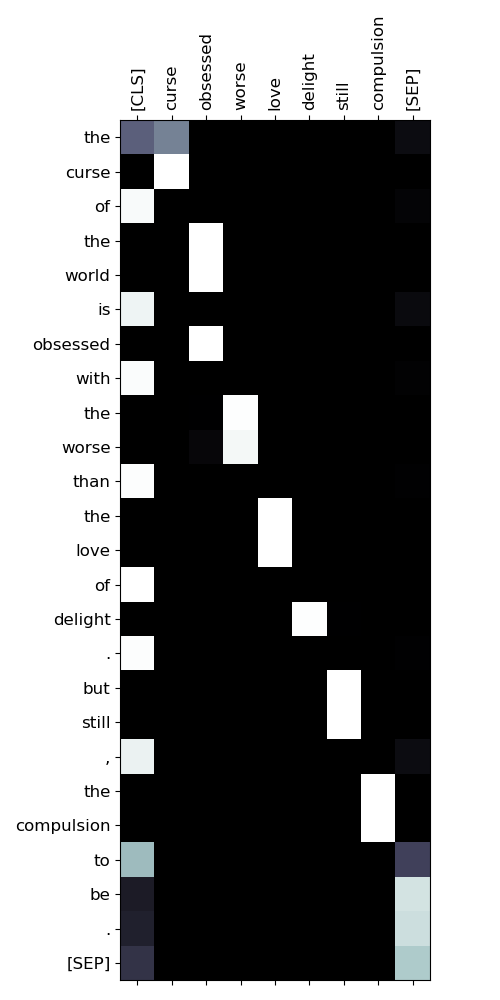 [CLS] curse obsessed worse love delight still compulsion [SEP]
the
curse
of
the
world
is
obsessed
with
the
worse
than
the
love
of
delight
.
but
still
,
the
compulsion
to
be
.
[SEP]